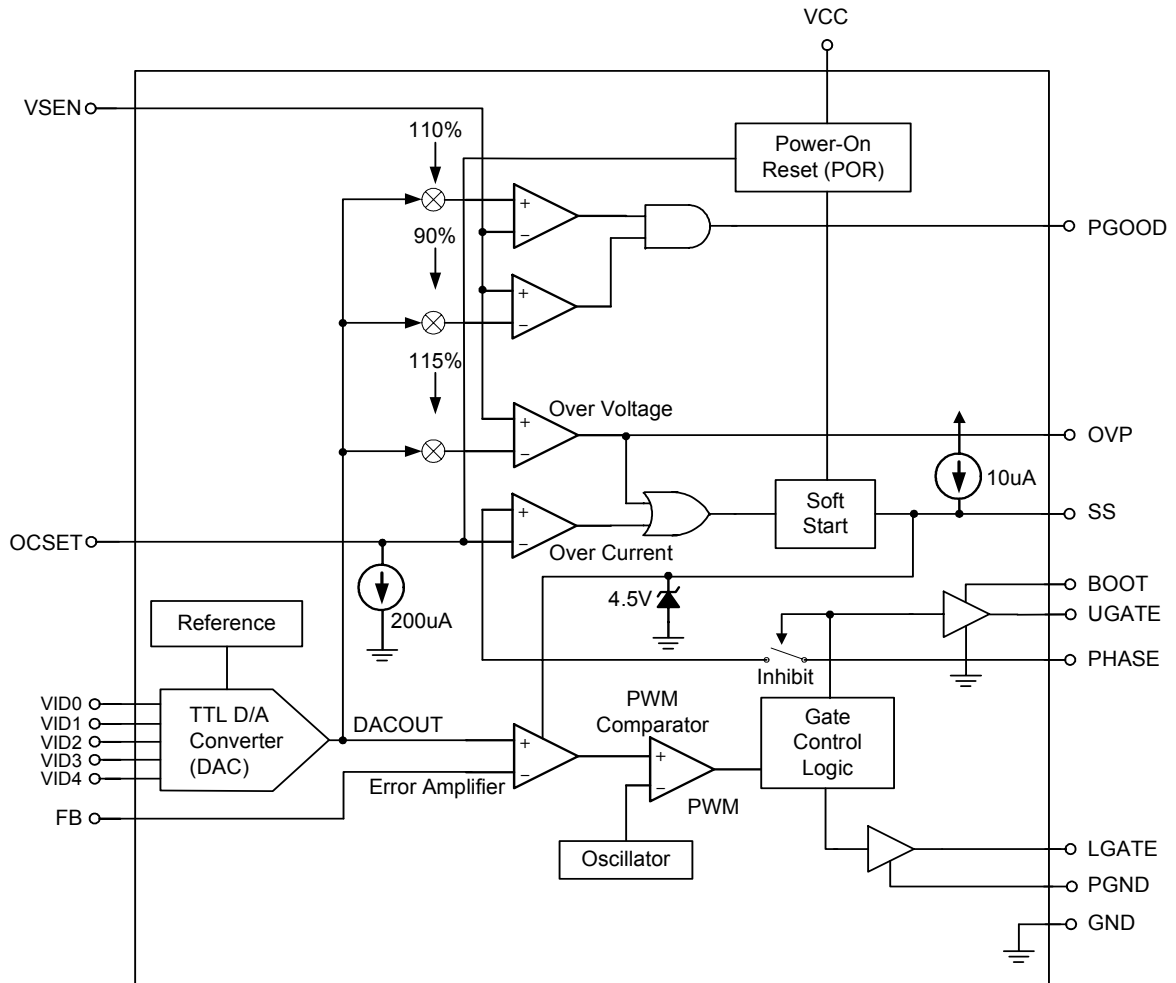 VCC
VSEN
110%
Power-On
Reset (POR)
+
−
PGOOD
90%
+
−
115%
Over Voltage
+
−
OVP
10uA
Soft
Start
SS
OCSET
+
−
Over Current
200uA
4.5V
BOOT
UGATE
PHASE
Inhibit
Reference
VID0
VID1
VID2
VID3
VID4
TTL D/A
Converter
(DAC)
DACOUT
+
−
Error Amplifier
PWM
Comparator
+
−
PWM
Gate
Control
Logic
FB
Oscillator
LGATE
PGND
GND